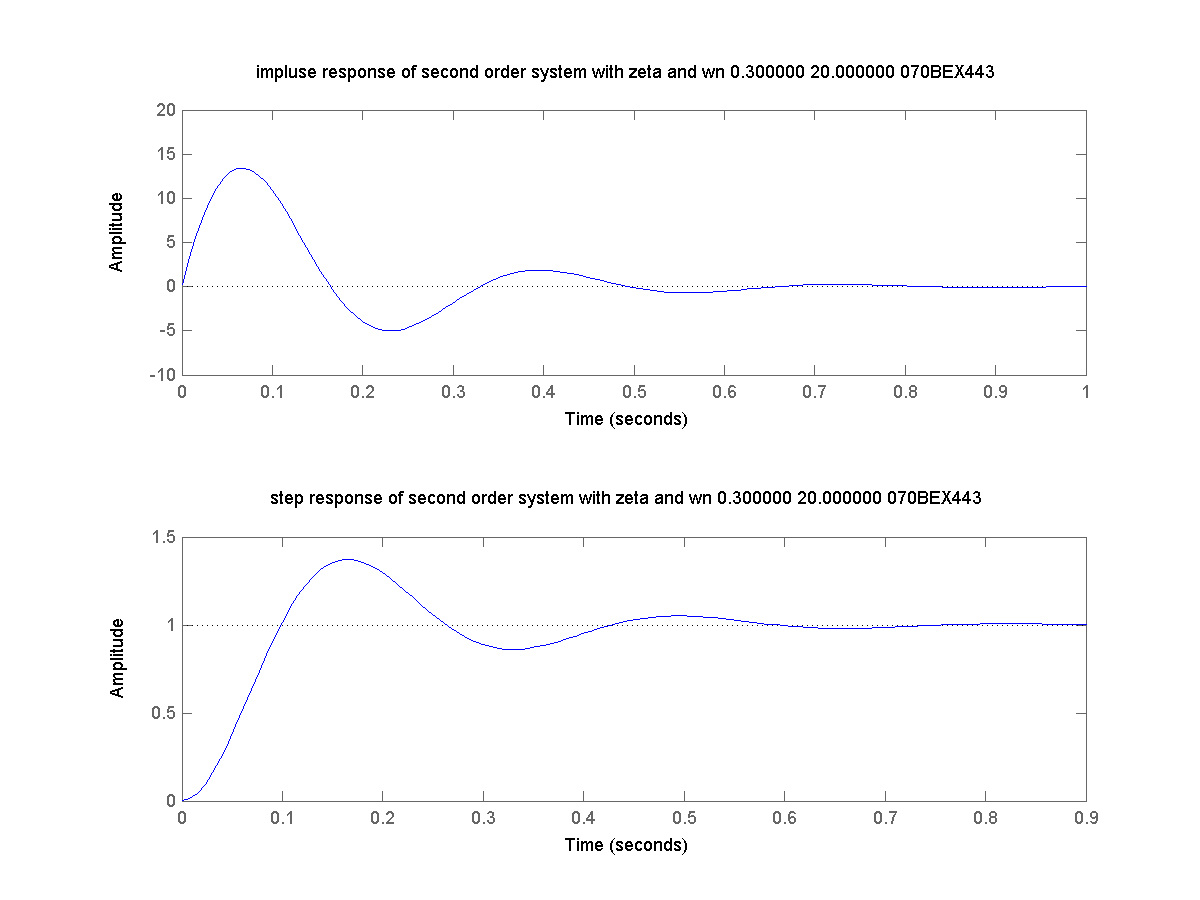 impluse response of second order system with zeta and wn 0.300000 20.000000 070BEX443
20
15
10
5
0
-5
-10
Amplitude
0 0.1 0.2 0.3 0.4 0.5 0.6 0.7 0.8 0.9 1
Time (seconds)
step response of second order system with zeta and wn 0.300000 20.000000 070BEX443
1.5
1
0.5
0
Amplitude
0 0.1 0.2 0.3 0.4 0.5 0.6 0.7 0.8 0.9
Time (seconds)